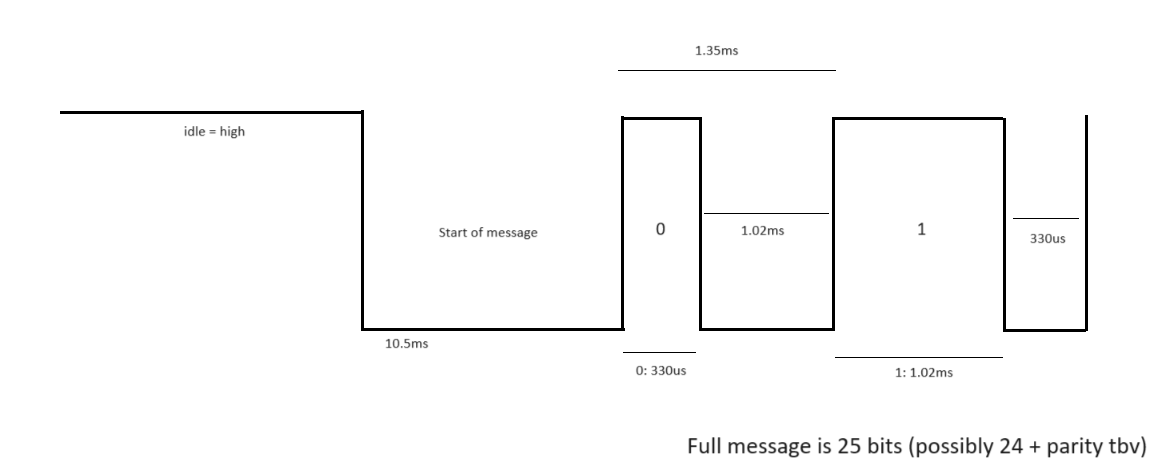 1.35ms
idle = high
Start of message
0
1.02ms
1
330us
10.5ms
0: 330us
1: 1.02ms
Full message is 25 bits (possibly 24 + parity tbv)